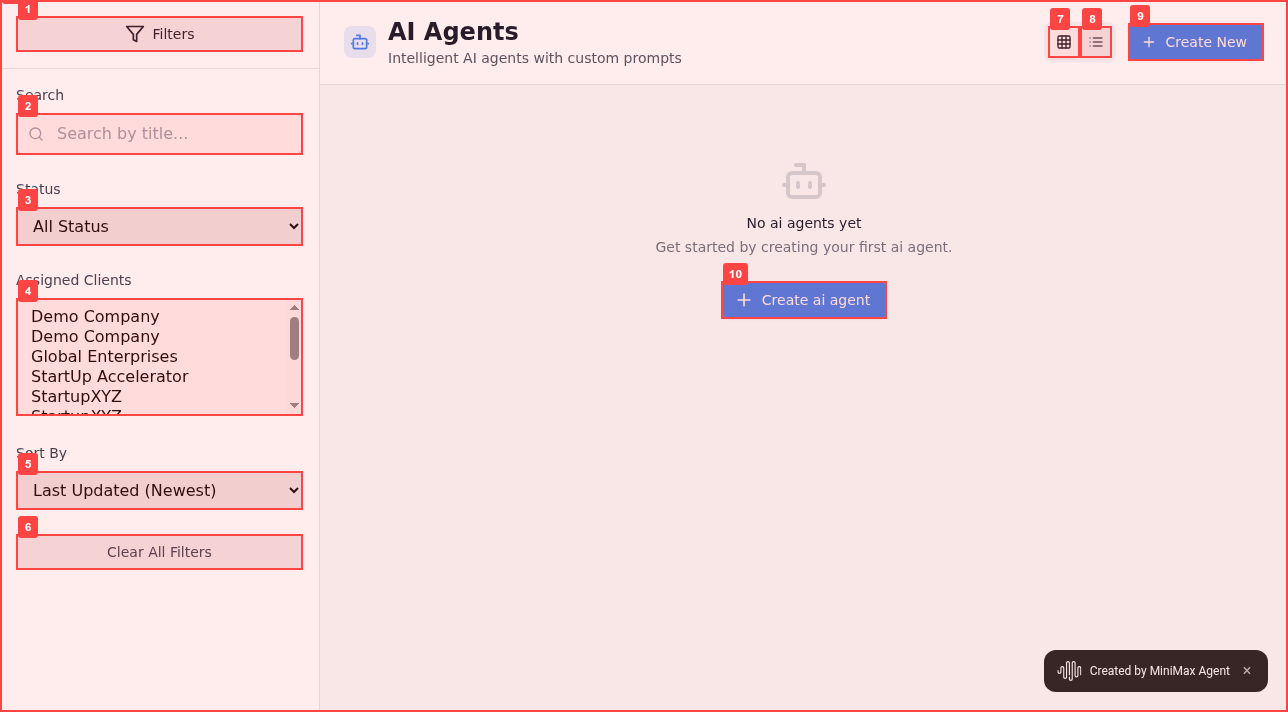 1
Filters
Search
2
Search by title...
Status
3
All Status
Assigned Clients
4
Demo Company
Demo Company
Global Enterprises
StartUp Accelerator
StartupXYZ
StartupXYZ
Sort By
5
Last Updated (Newest)
6
Clear All Filters
AI Agents
Intelligent AI agents with custom prompts
7
8
9
Create New
No ai agents yet
Get started by creating your first ai agent.
10
Create ai agent
Created by MiniMax Agent ×